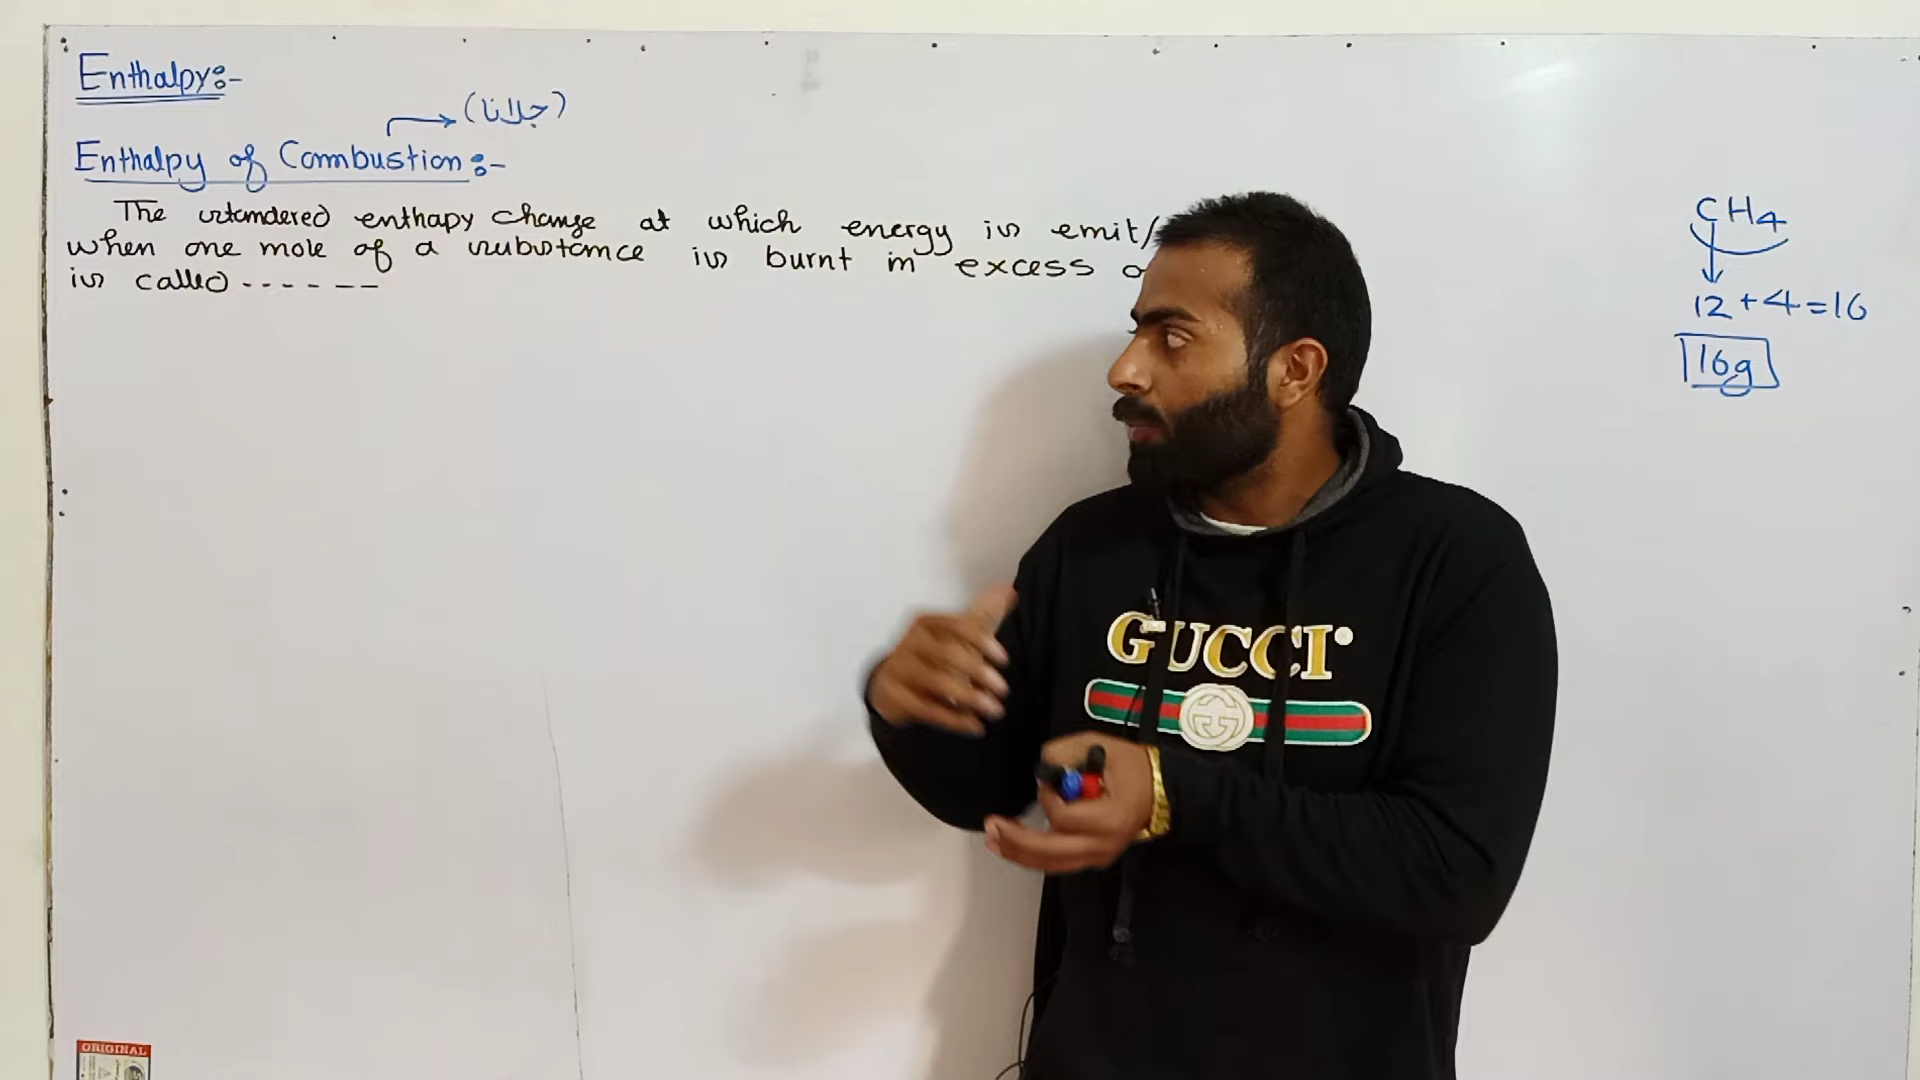 Enthalpy:-
(جلانا)
Enthalpy of Combustion:-
The standered enthapy change at which energy is emit/
when one mole of a substance is burnt in excess o
is called ------
CH4
12+4=16
16g
GUCCI
ORIGINAL